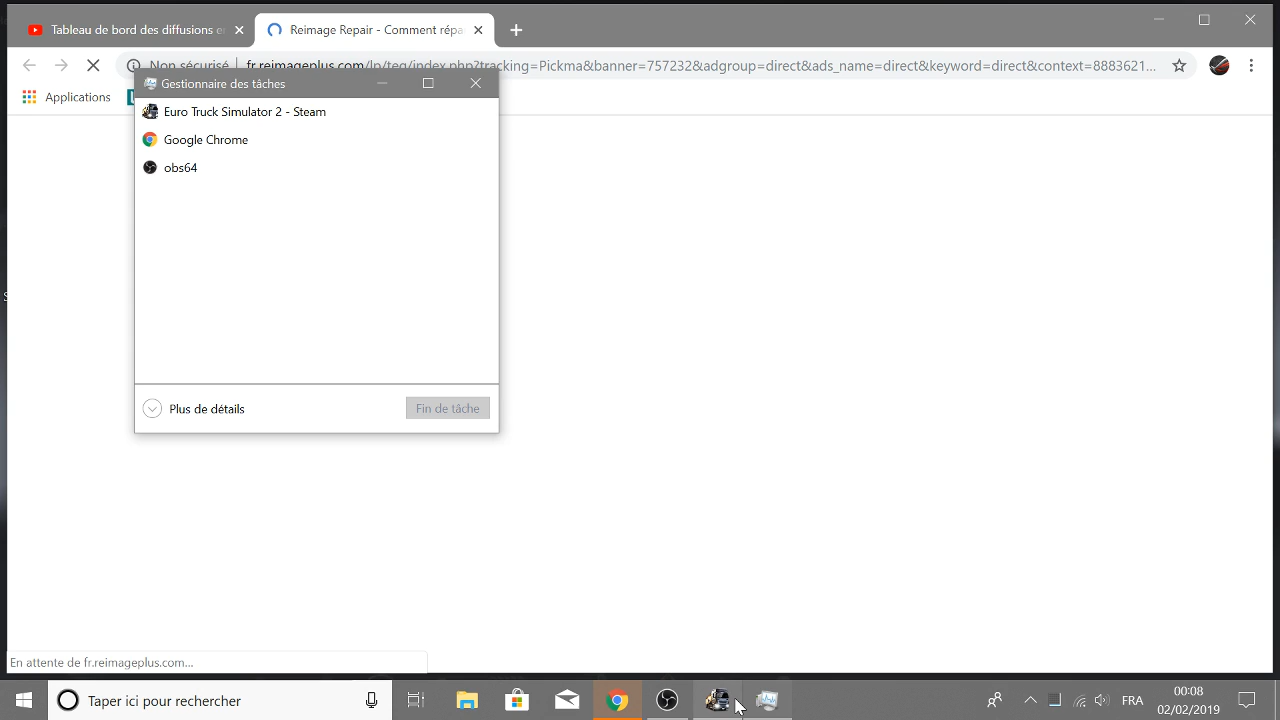 Tableau de bord des diffusions e
Reimage Repair - Comment répa
Non sécurisé
fr.reimageplus.com/lp/teq/index.php?tracking=Pickma&banner=757232&adgroup=direct&ads_name=direct&keyword=direct&context=8883621...
Applications
Gestionnaire des tâches
Euro Truck Simulator 2 - Steam
Google Chrome
obs64
Plus de détails
Fin de tâche
En attente de fr.reimageplus.com...
Taper ici pour rechercher
FRA
00:08
02/02/2019